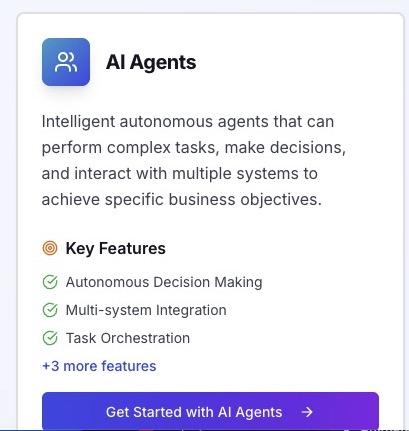 AI Agents
Intelligent autonomous agents that can
perform complex tasks, make decisions,
and interact with multiple systems to
achieve specific business objectives.
Key Features
Autonomous Decision Making
Multi-system Integration
Task Orchestration
+3 more features
Get Started with AI Agents →